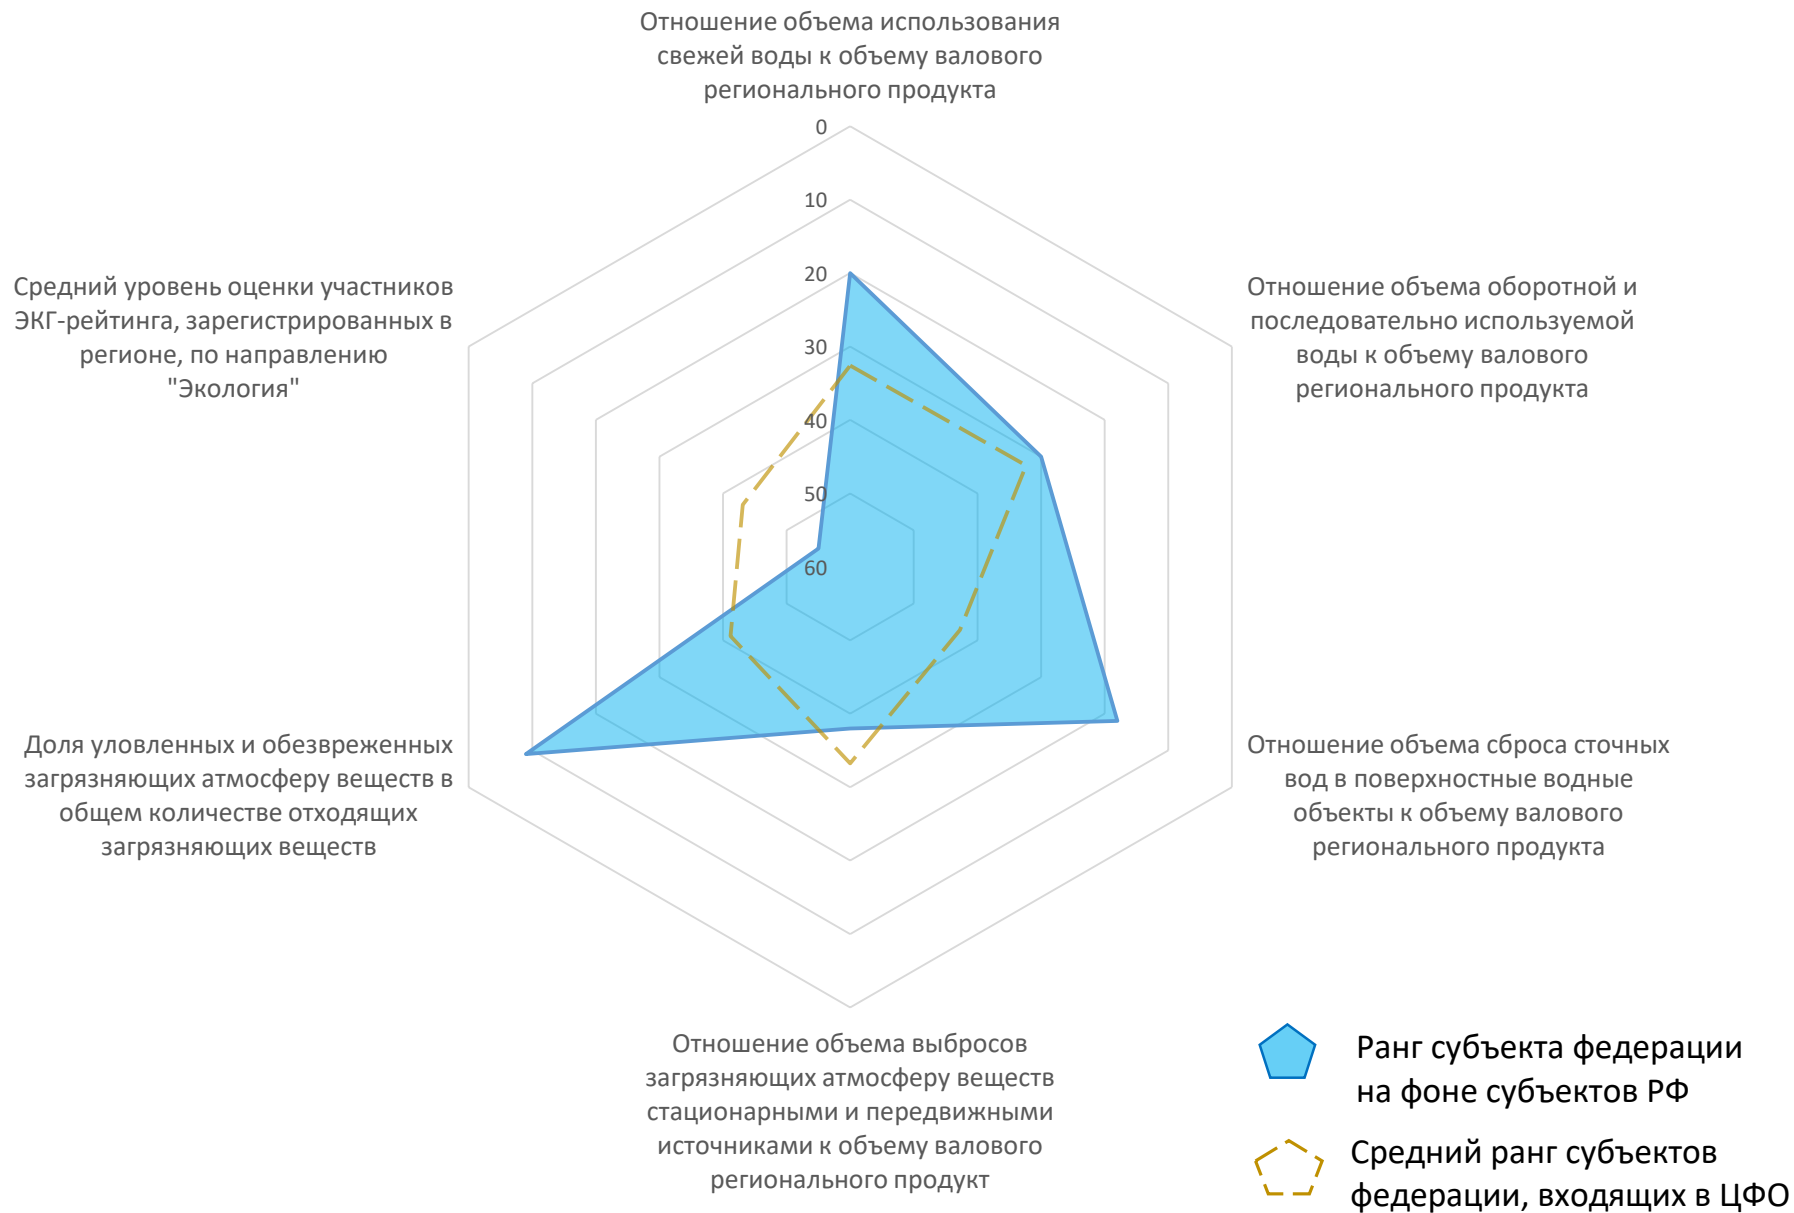 Отношение объема использования
свежей воды к объему валового
регионального продукта
0
10
20
30
40
50
60
Отношение объема оборотной и
последовательно используемой
воды к объему валового
регионального продукта
Отношение объема сброса сточных
вод в поверхностные водные
объекты к объему валового
регионального продукта
Отношение объема выбросов
загрязняющих атмосферу веществ
стационарными и передвижными
источниками к объему валового
регионального продукт
Доля уловленных и обезвреженных
загрязняющих атмосферу веществ в
общем количестве отходящих
загрязняющих веществ
Средний уровень оценки участников
ЭКГ-рейтинга, зарегистрированных в
регионе, по направлению
"Экология"
Ранг субъекта федерации
на фоне субъектов РФ
Средний ранг субъектов
федерации, входящих в ЦФО